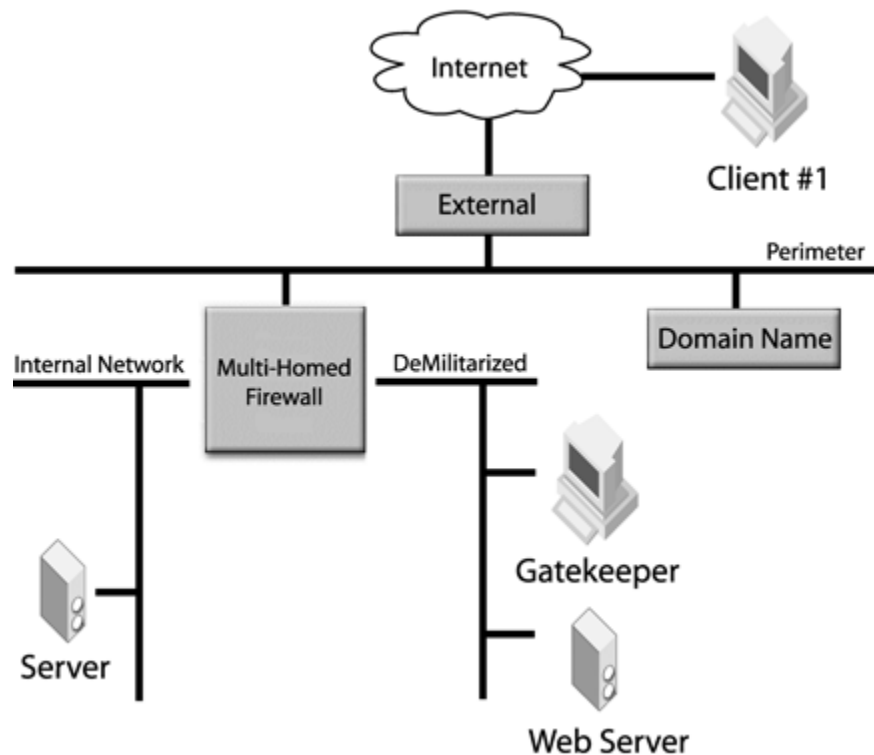 Internet
Client #1
External
Perimeter
Domain Name
Internal Network
Multi-Homed
Firewall
DeMilitarized
Gatekeeper
Server
Web Server